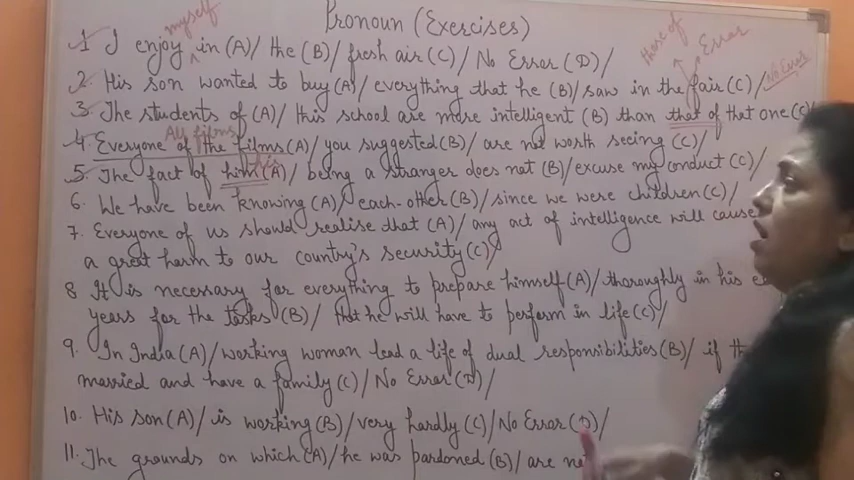 Pronoun (Exercises)
myself
1. I enjoy ^ in (A)/ the (B)/ fresh air (C)/ No Error (D)/
those of Error
2. His son wanted to buy (A)/ everything that he (B)/ saw in the fair (C)/ No Error
3. The students of (A)/ this school are more intelligent (B) than that of that one (C)/
All films
4. Everyone of the films (A)/ you suggested (B)/ are not worth seeing (C)/
his
5. The fact of him (A)/ being a stranger does not (B)/ excuse my conduct (C)/
6. We have been knowing (A)/ each-other (B)/ since we were children (C)/
7. Everyone of us should realise that (A)/ any act of intelligence will cause
a great harm to our country's security (C)/
8 It is necessary for everything to prepare himself (A)/ thoroughly in his
years for the tasks (B)/ that he will have to perform in life (C)/
9. In India (A)/ working woman lead a life of dual responsibilities (B)/ if
married and have a family (C)/ No Error (D)/
10. His son (A)/ is working (B)/ very hardly (C)/ No Error (D)/
11. The grounds on which (A)/ he was pardoned (B)/ are